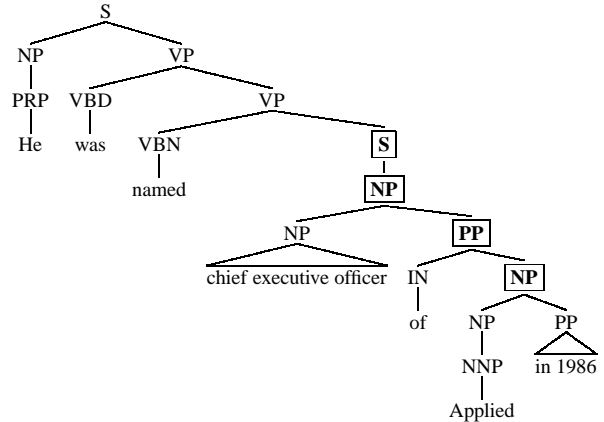 S
NP VP
PRP VBD VP
He was VBN S
named NP
NP PP
chief executive officer IN NP
of NP PP
NNP in 1986
Applied